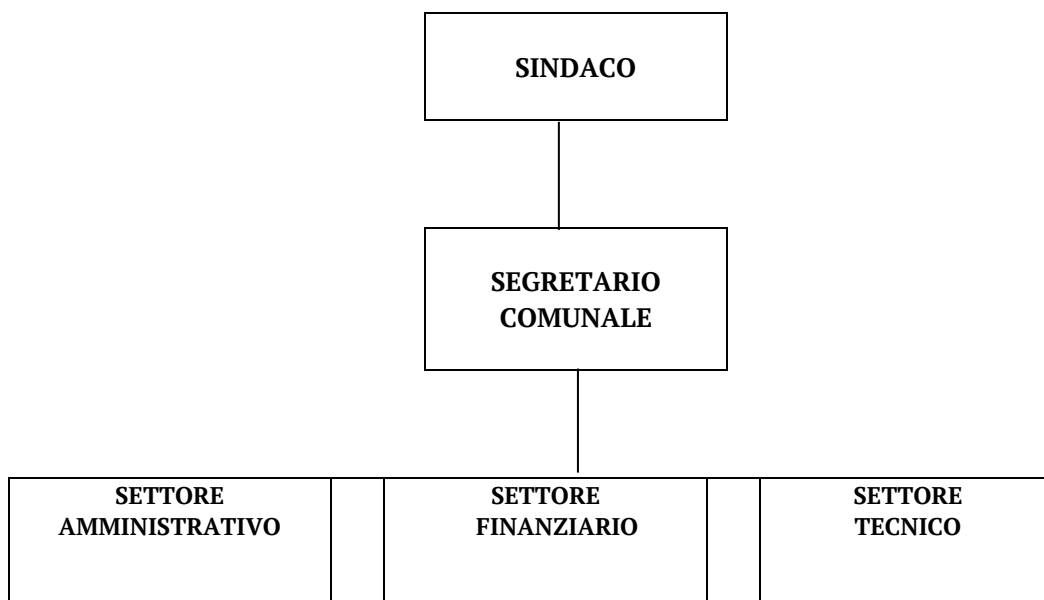 SINDACO
SEGRETARIO
COMUNALE
SETTORE
AMMINISTRATIVO
SETTORE
FINANZIARIO
SETTORE
TECNICO